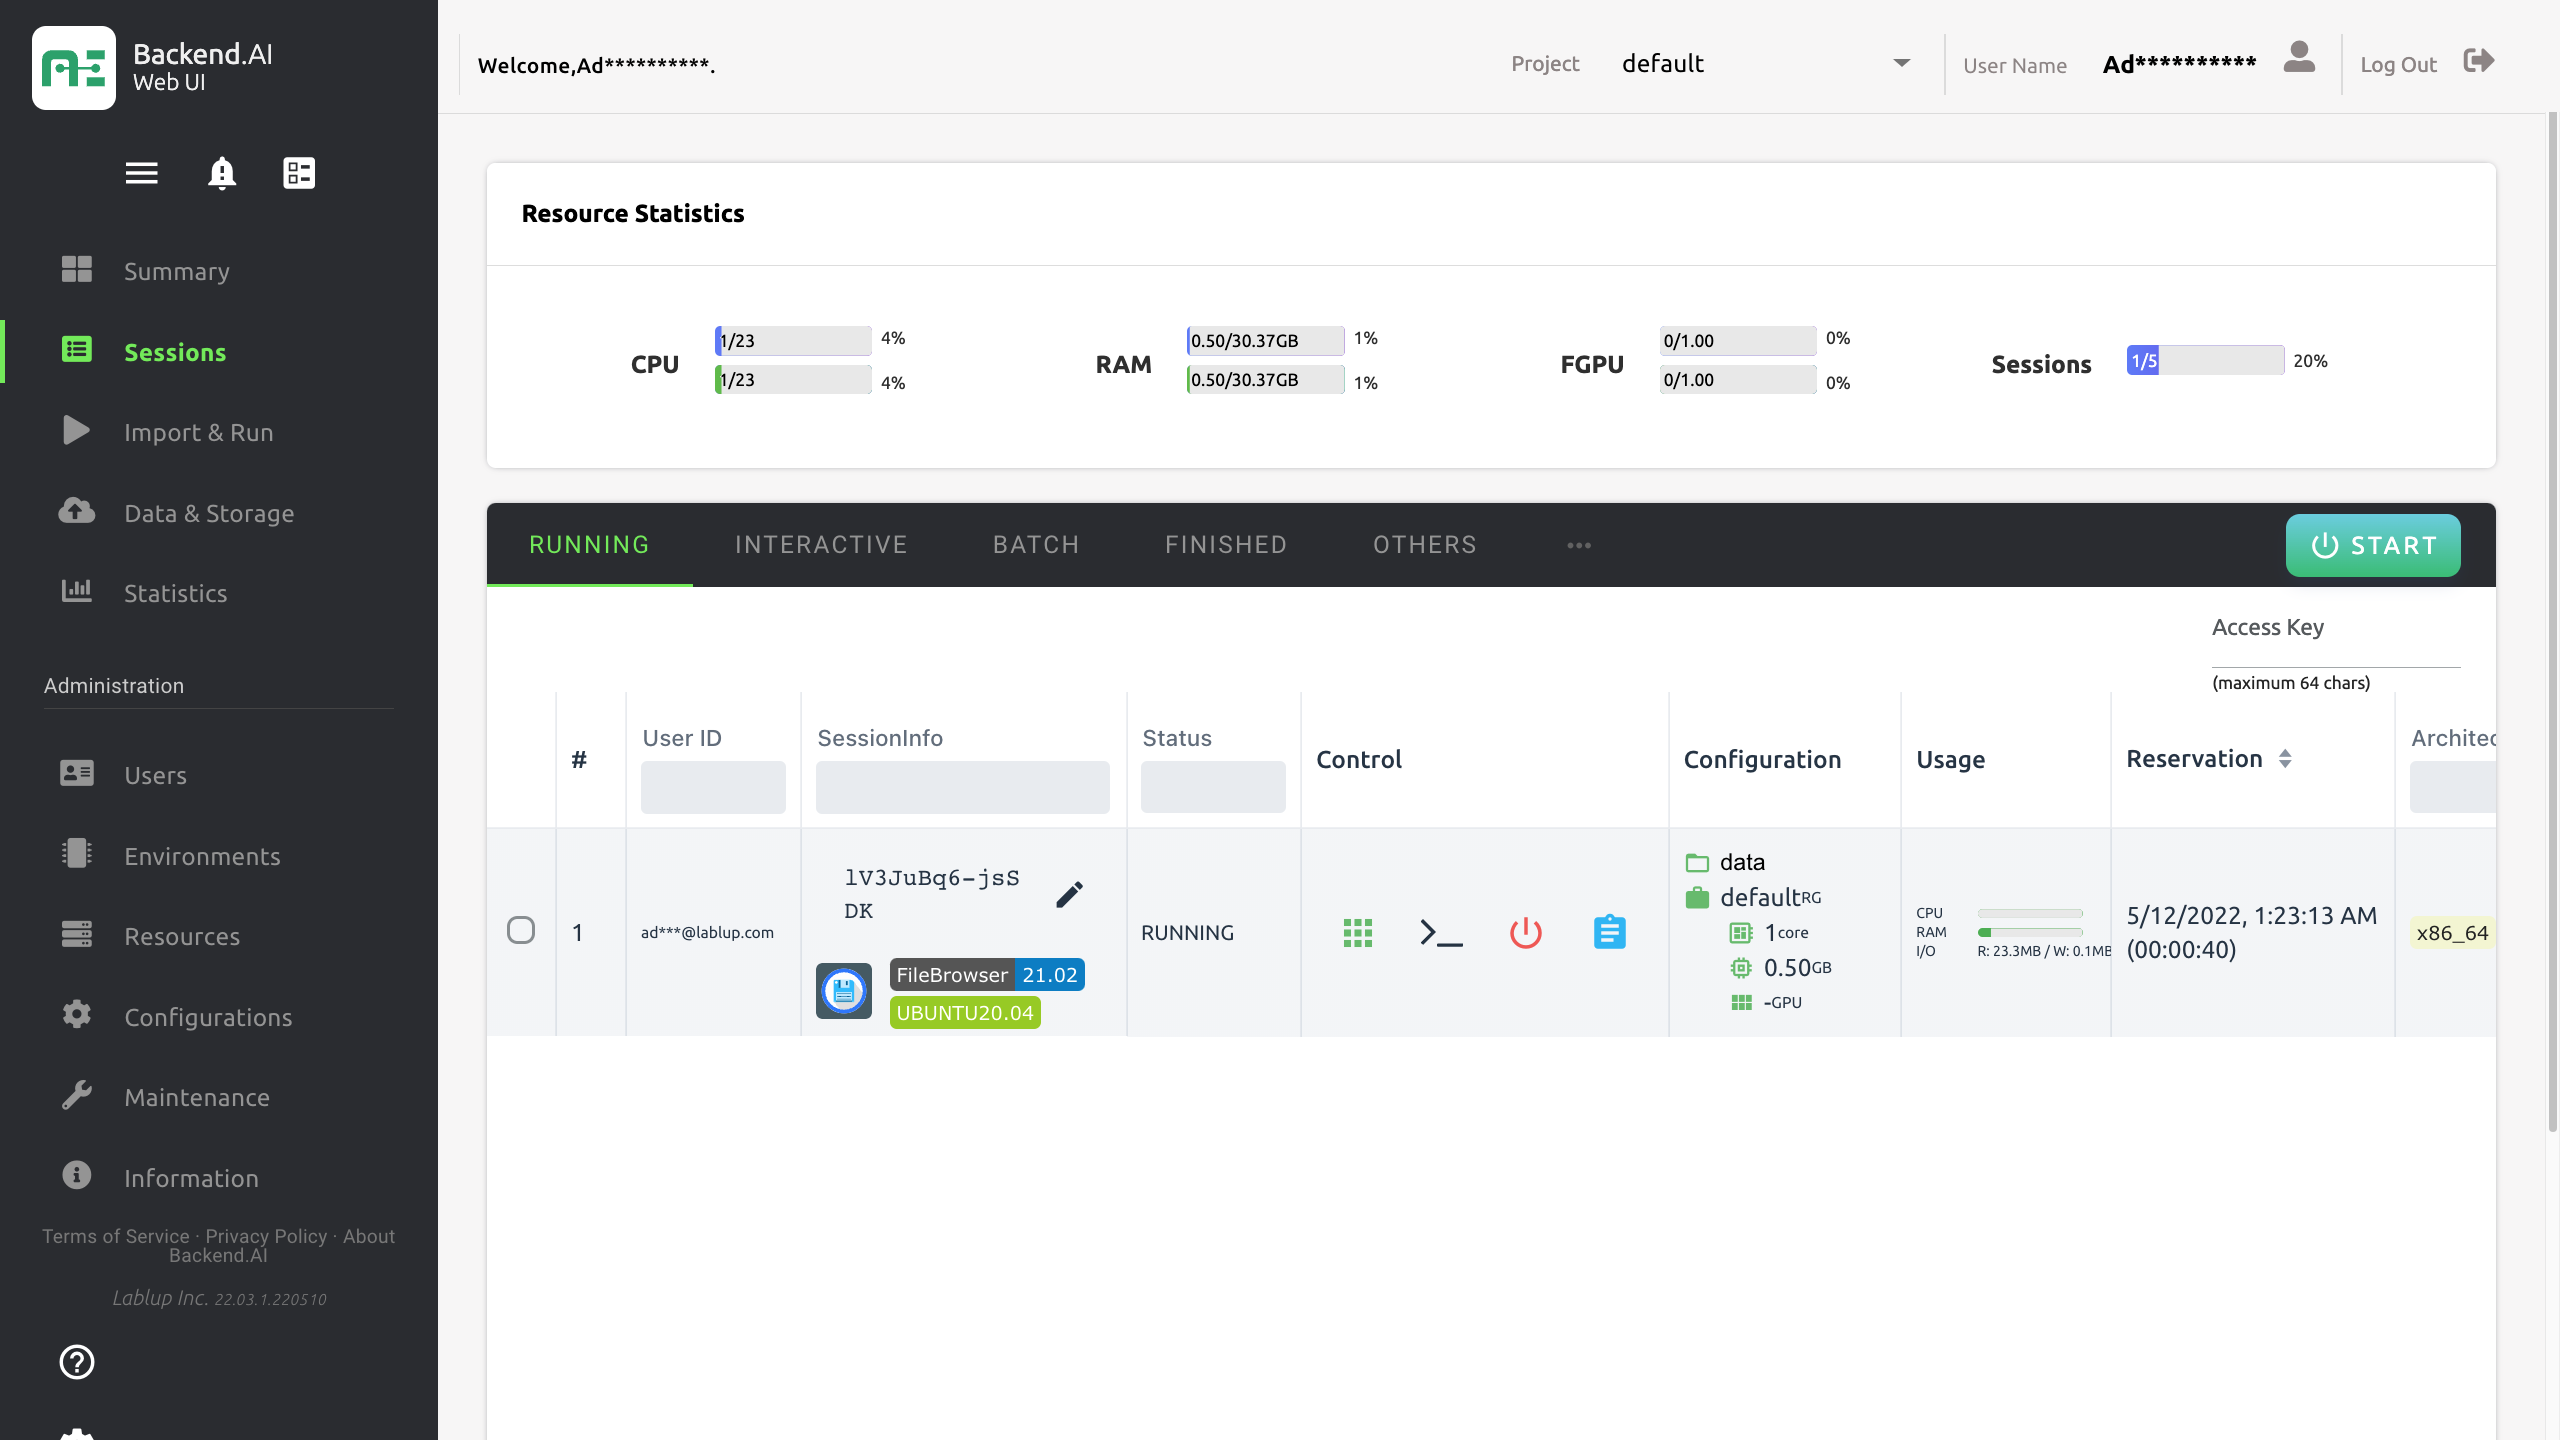 Backend.AI
Web UI
Welcome,Ad**********.
Project default
User Name Ad**********
Log Out
Summary
Sessions
Import & Run
Data & Storage
Statistics
Administration
Users
Environments
Resources
Configurations
Maintenance
Information
Terms of Service · Privacy Policy · About
Backend.AI
Lablup Inc. 22.03.1.220510
Resource Statistics
CPU
1/23 4%
1/23 4%
RAM
0.50/30.37GB 1%
0.50/30.37GB 1%
FGPU
0/1.00 0%
0/1.00 0%
Sessions
1/5 20%
RUNNING INTERACTIVE BATCH FINISHED OTHERS
START
Access Key
(maximum 64 chars)
# User ID SessionInfo Status Control Configuration Usage Reservation Architec
1
ad***@lablup.com
lV3JuBq6-jsS
DK
FileBrowser 21.02
UBUNTU20.04
RUNNING
data
defaultRG
1core
0.50GB
-GPU
CPU
RAM
I/O R: 23.3MB / W: 0.1MB
5/12/2022, 1:23:13 AM
(00:00:40)
x86_64